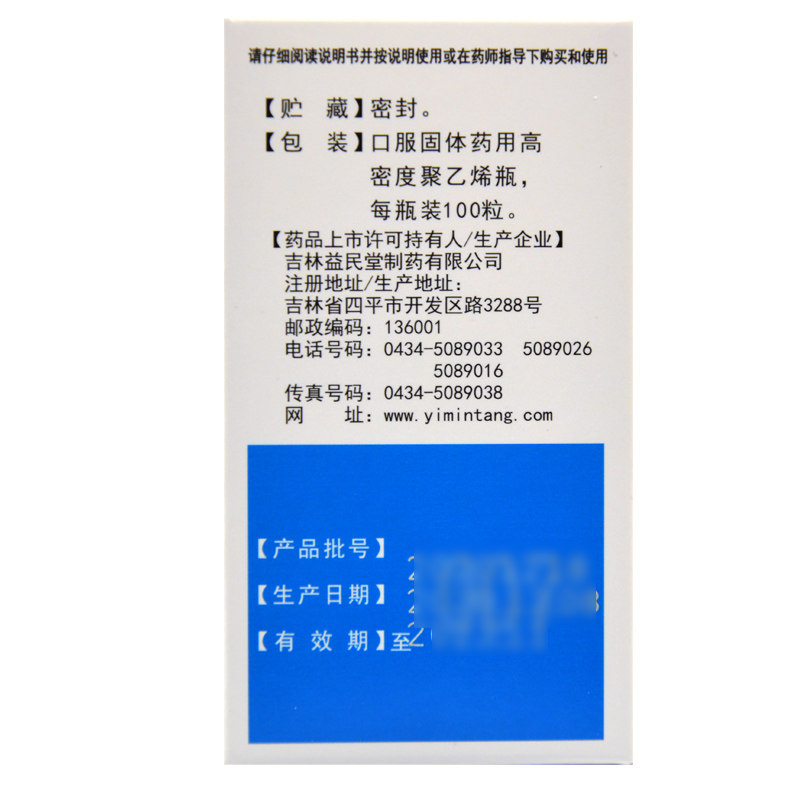 请仔细阅读说明书并按说明使用或在药师指导下购买和使用
【贮 藏】密封。
【包 装】口服固体药用高
密度聚乙烯瓶，
每瓶装100粒。
【药品上市许可持有人/生产企业】
吉林益民堂制药有限公司
注册地址/生产地址：
吉林省四平市开发区路3288号
邮政编码：136001
电话号码：0434-5089033 5089026
5089016
传真号码：0434-5089038
网 址：www.yimintang.com
【产品批号】
【生产日期】
【有 效 期】至